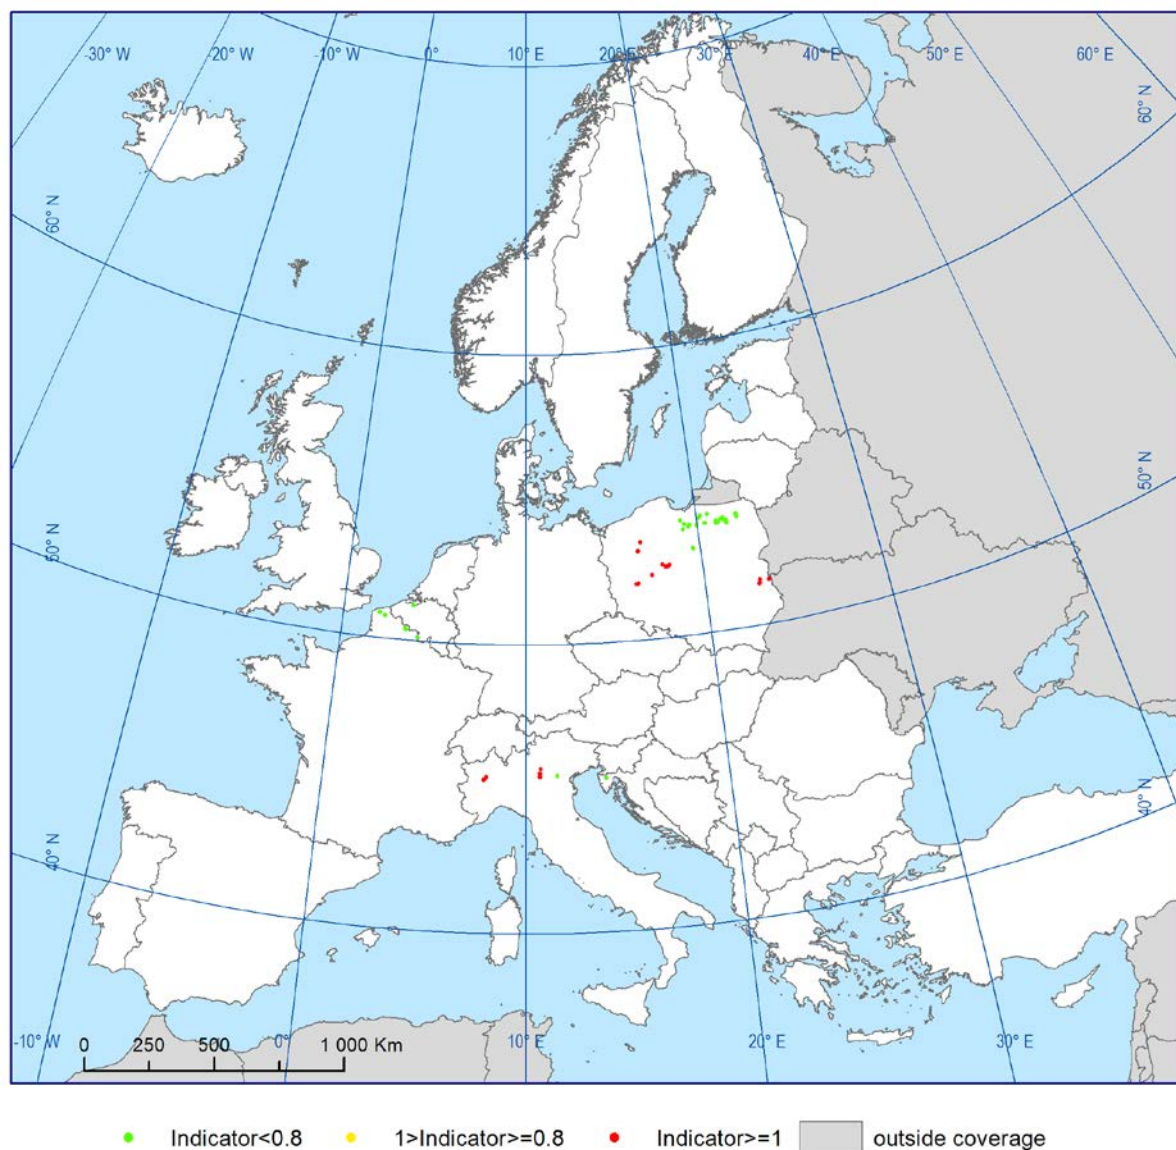 -30° W -20° W -10° W 0° 10° E 20° E 30° E 40° E 50° E 60° E
60° N
60° N
50° N
50° N
40° N
40° N
-10° W 0° 10° E 20° E 30° E
0 250 500 1 000 Km
Indicator<0.8 1>Indicator>=0.8 Indicator>=1 outside coverage